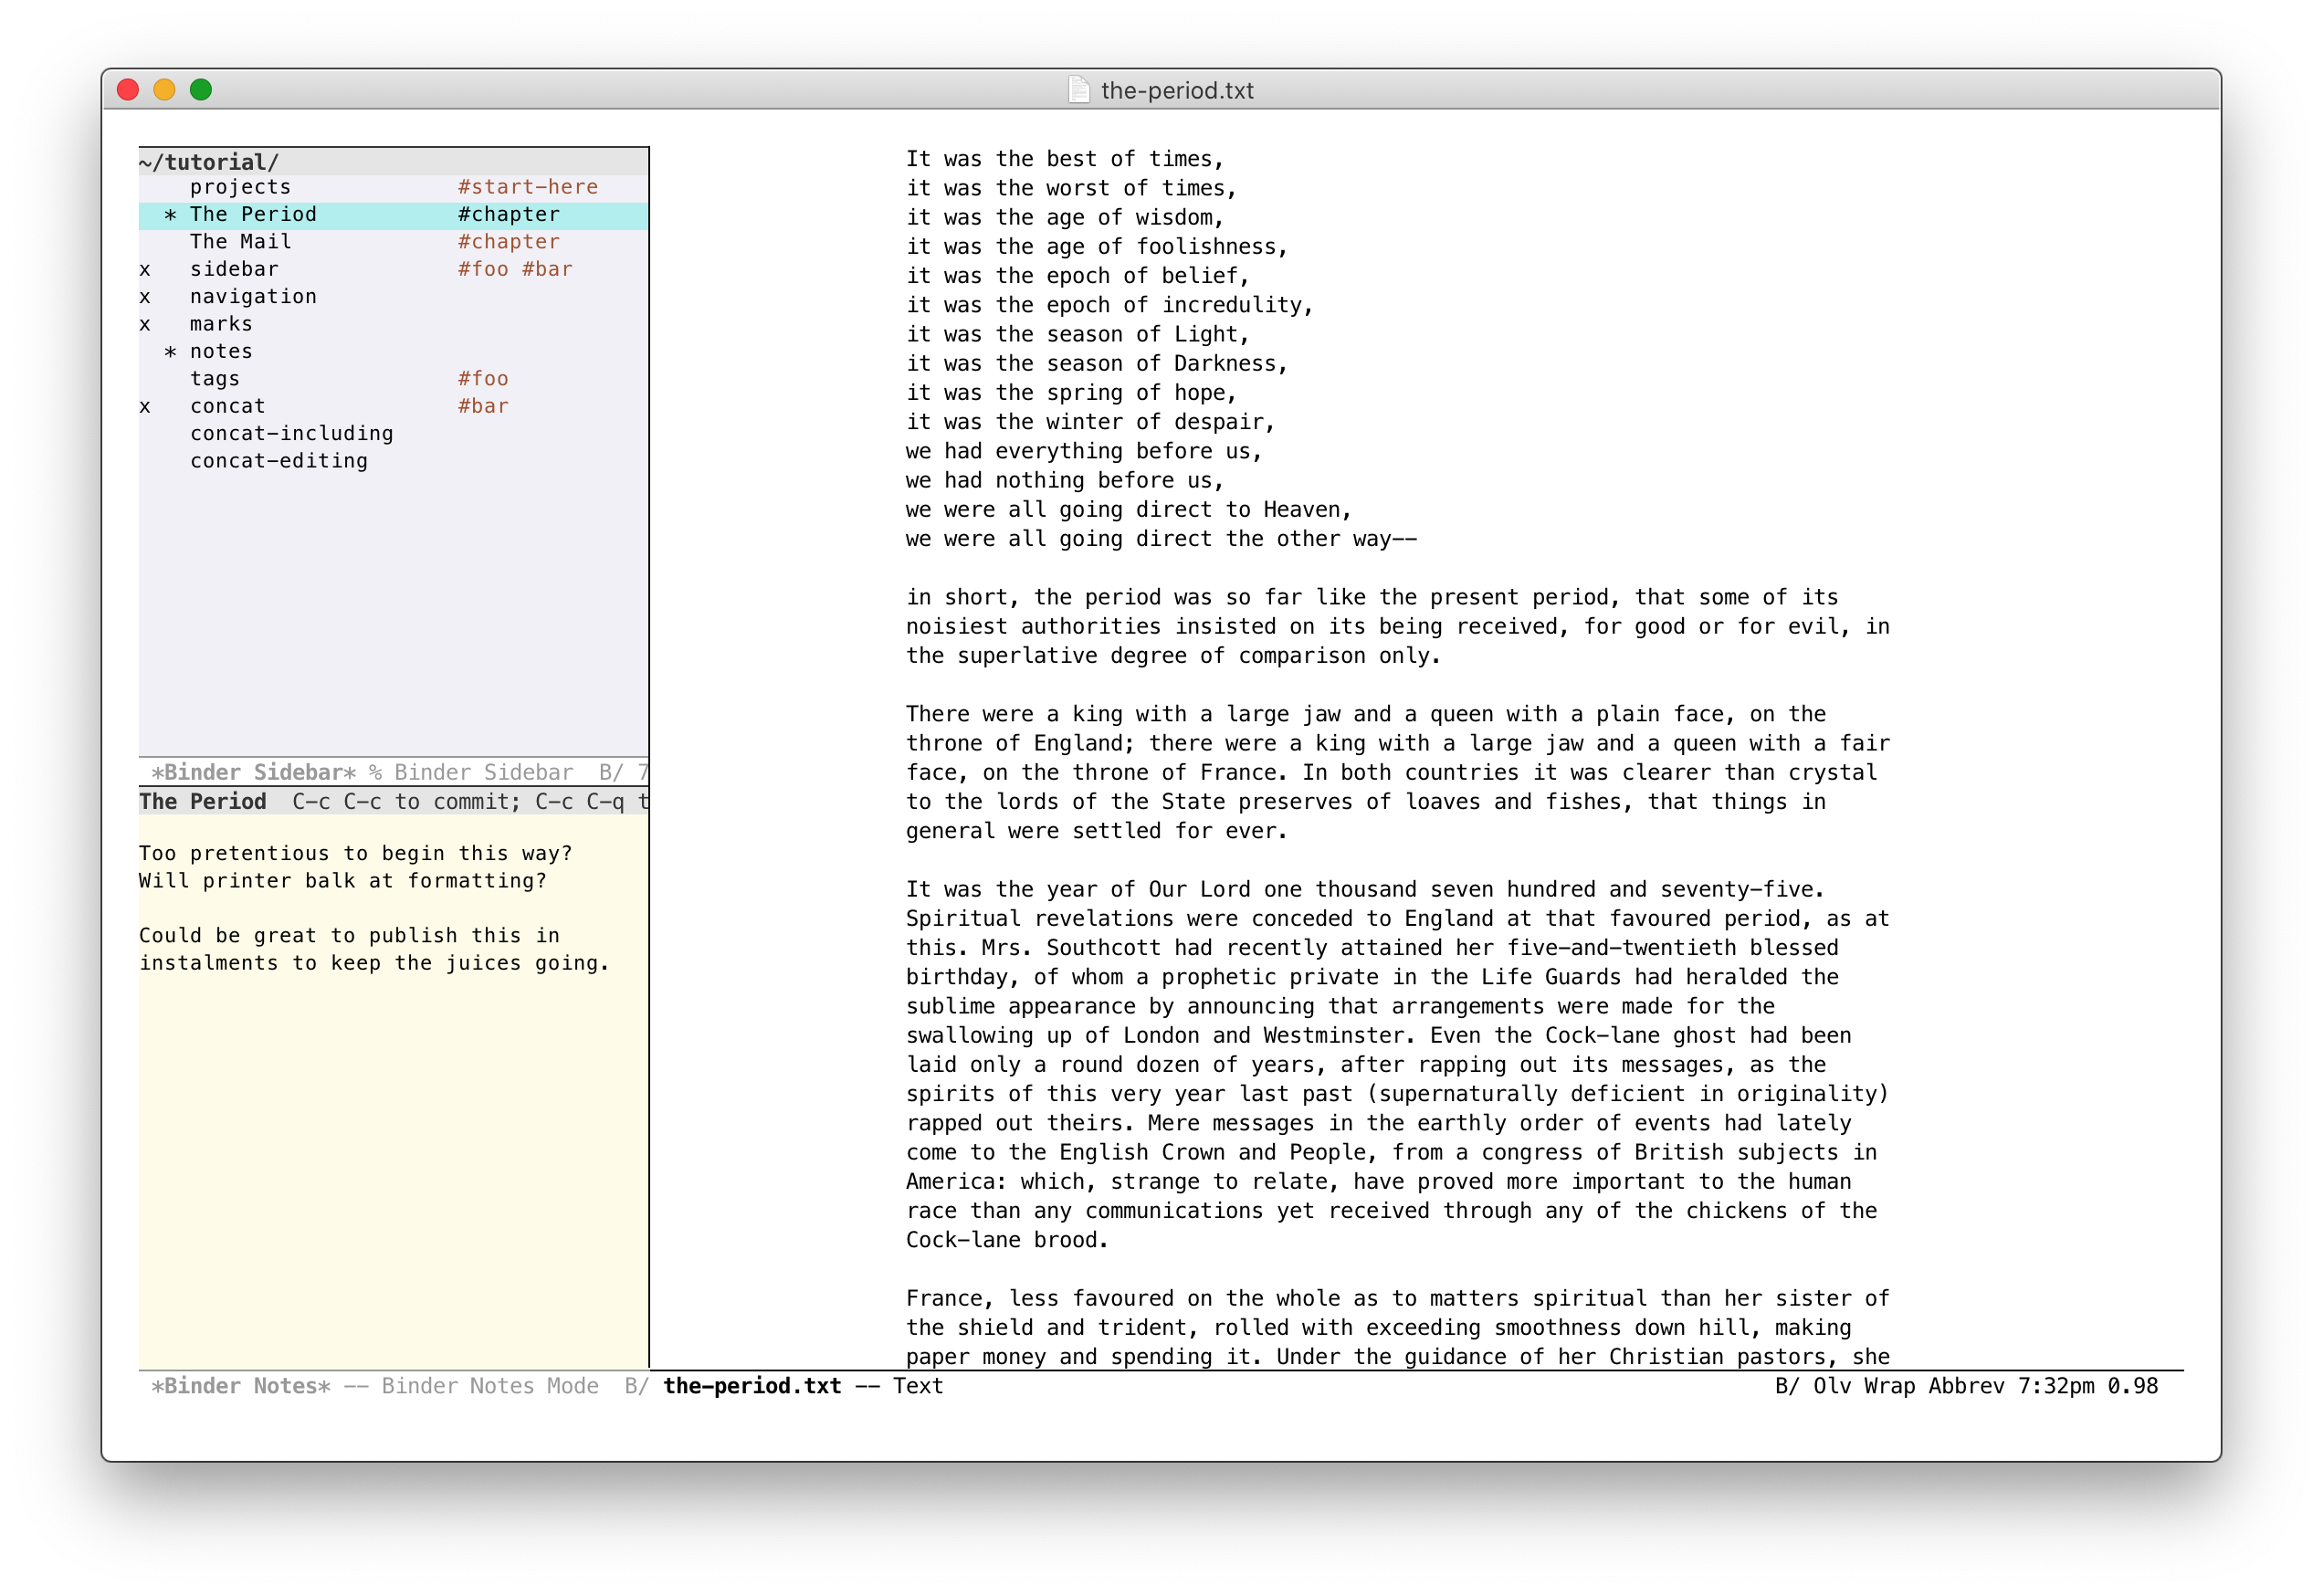 the-period.txt
~/tutorial/
projects #start-here
* The Period #chapter
The Mail #chapter
x sidebar #foo #bar
x navigation
x marks
* notes
tags #foo
x concat #bar
concat-including
concat-editing
*Binder Sidebar* % Binder Sidebar B/ 7
The Period C-c C-c to commit; C-c C-q t
Too pretentious to begin this way?
Will printer balk at formatting?
Could be great to publish this in
instalments to keep the juices going.
*Binder Notes* -- Binder Notes Mode B/
It was the best of times,
it was the worst of times,
it was the age of wisdom,
it was the age of foolishness,
it was the epoch of belief,
it was the epoch of incredulity,
it was the season of Light,
it was the season of Darkness,
it was the spring of hope,
it was the winter of despair,
we had everything before us,
we had nothing before us,
we were all going direct to Heaven,
we were all going direct the other way--
in short, the period was so far like the present period, that some of its
noisiest authorities insisted on its being received, for good or for evil, in
the superlative degree of comparison only.
There were a king with a large jaw and a queen with a plain face, on the
throne of England; there were a king with a large jaw and a queen with a fair
face, on the throne of France. In both countries it was clearer than crystal
to the lords of the State preserves of loaves and fishes, that things in
general were settled for ever.
It was the year of Our Lord one thousand seven hundred and seventy-five.
Spiritual revelations were conceded to England at that favoured period, as at
this. Mrs. Southcott had recently attained her five-and-twentieth blessed
birthday, of whom a prophetic private in the Life Guards had heralded the
sublime appearance by announcing that arrangements were made for the
swallowing up of London and Westminster. Even the Cock-lane ghost had been
laid only a round dozen of years, after rapping out its messages, as the
spirits of this very year last past (supernaturally deficient in originality)
rapped out theirs. Mere messages in the earthly order of events had lately
come to the English Crown and People, from a congress of British subjects in
America: which, strange to relate, have proved more important to the human
race than any communications yet received through any of the chickens of the
Cock-lane brood.
France, less favoured on the whole as to matters spiritual than her sister of
the shield and trident, rolled with exceeding smoothness down hill, making
paper money and spending it. Under the guidance of her Christian pastors, she
the-period.txt -- Text B/ Olv Wrap Abbrev 7:32pm 0.98